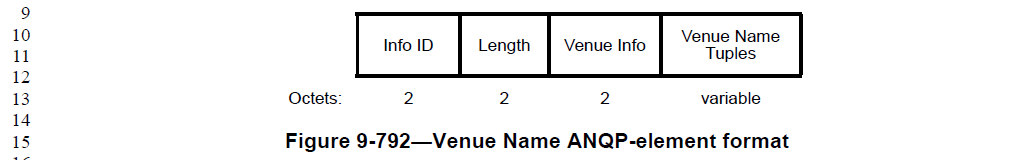 9
10
11
12
13
14
15
Info ID Length Venue Info Venue Name Tuples
Octets: 2 2 2 variable
Figure 9-792—Venue Name ANQP-element format